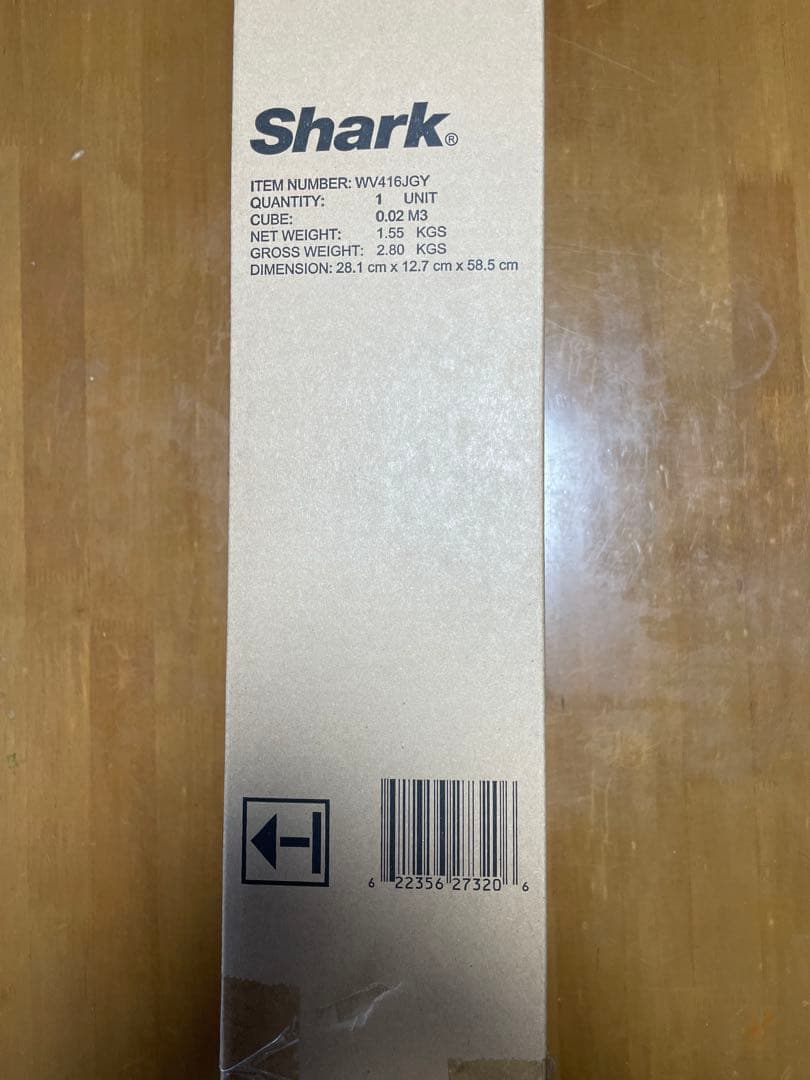 Shark®
ITEM NUMBER: WV416JGY
QUANTITY: 1 UNIT
CUBE: 0.02 M3
NET WEIGHT: 1.55 KGS
GROSS WEIGHT: 2.80 KGS
DIMENSION: 28.1 cm x 12.7 cm x 58.5 cm
6 22356 27320 6